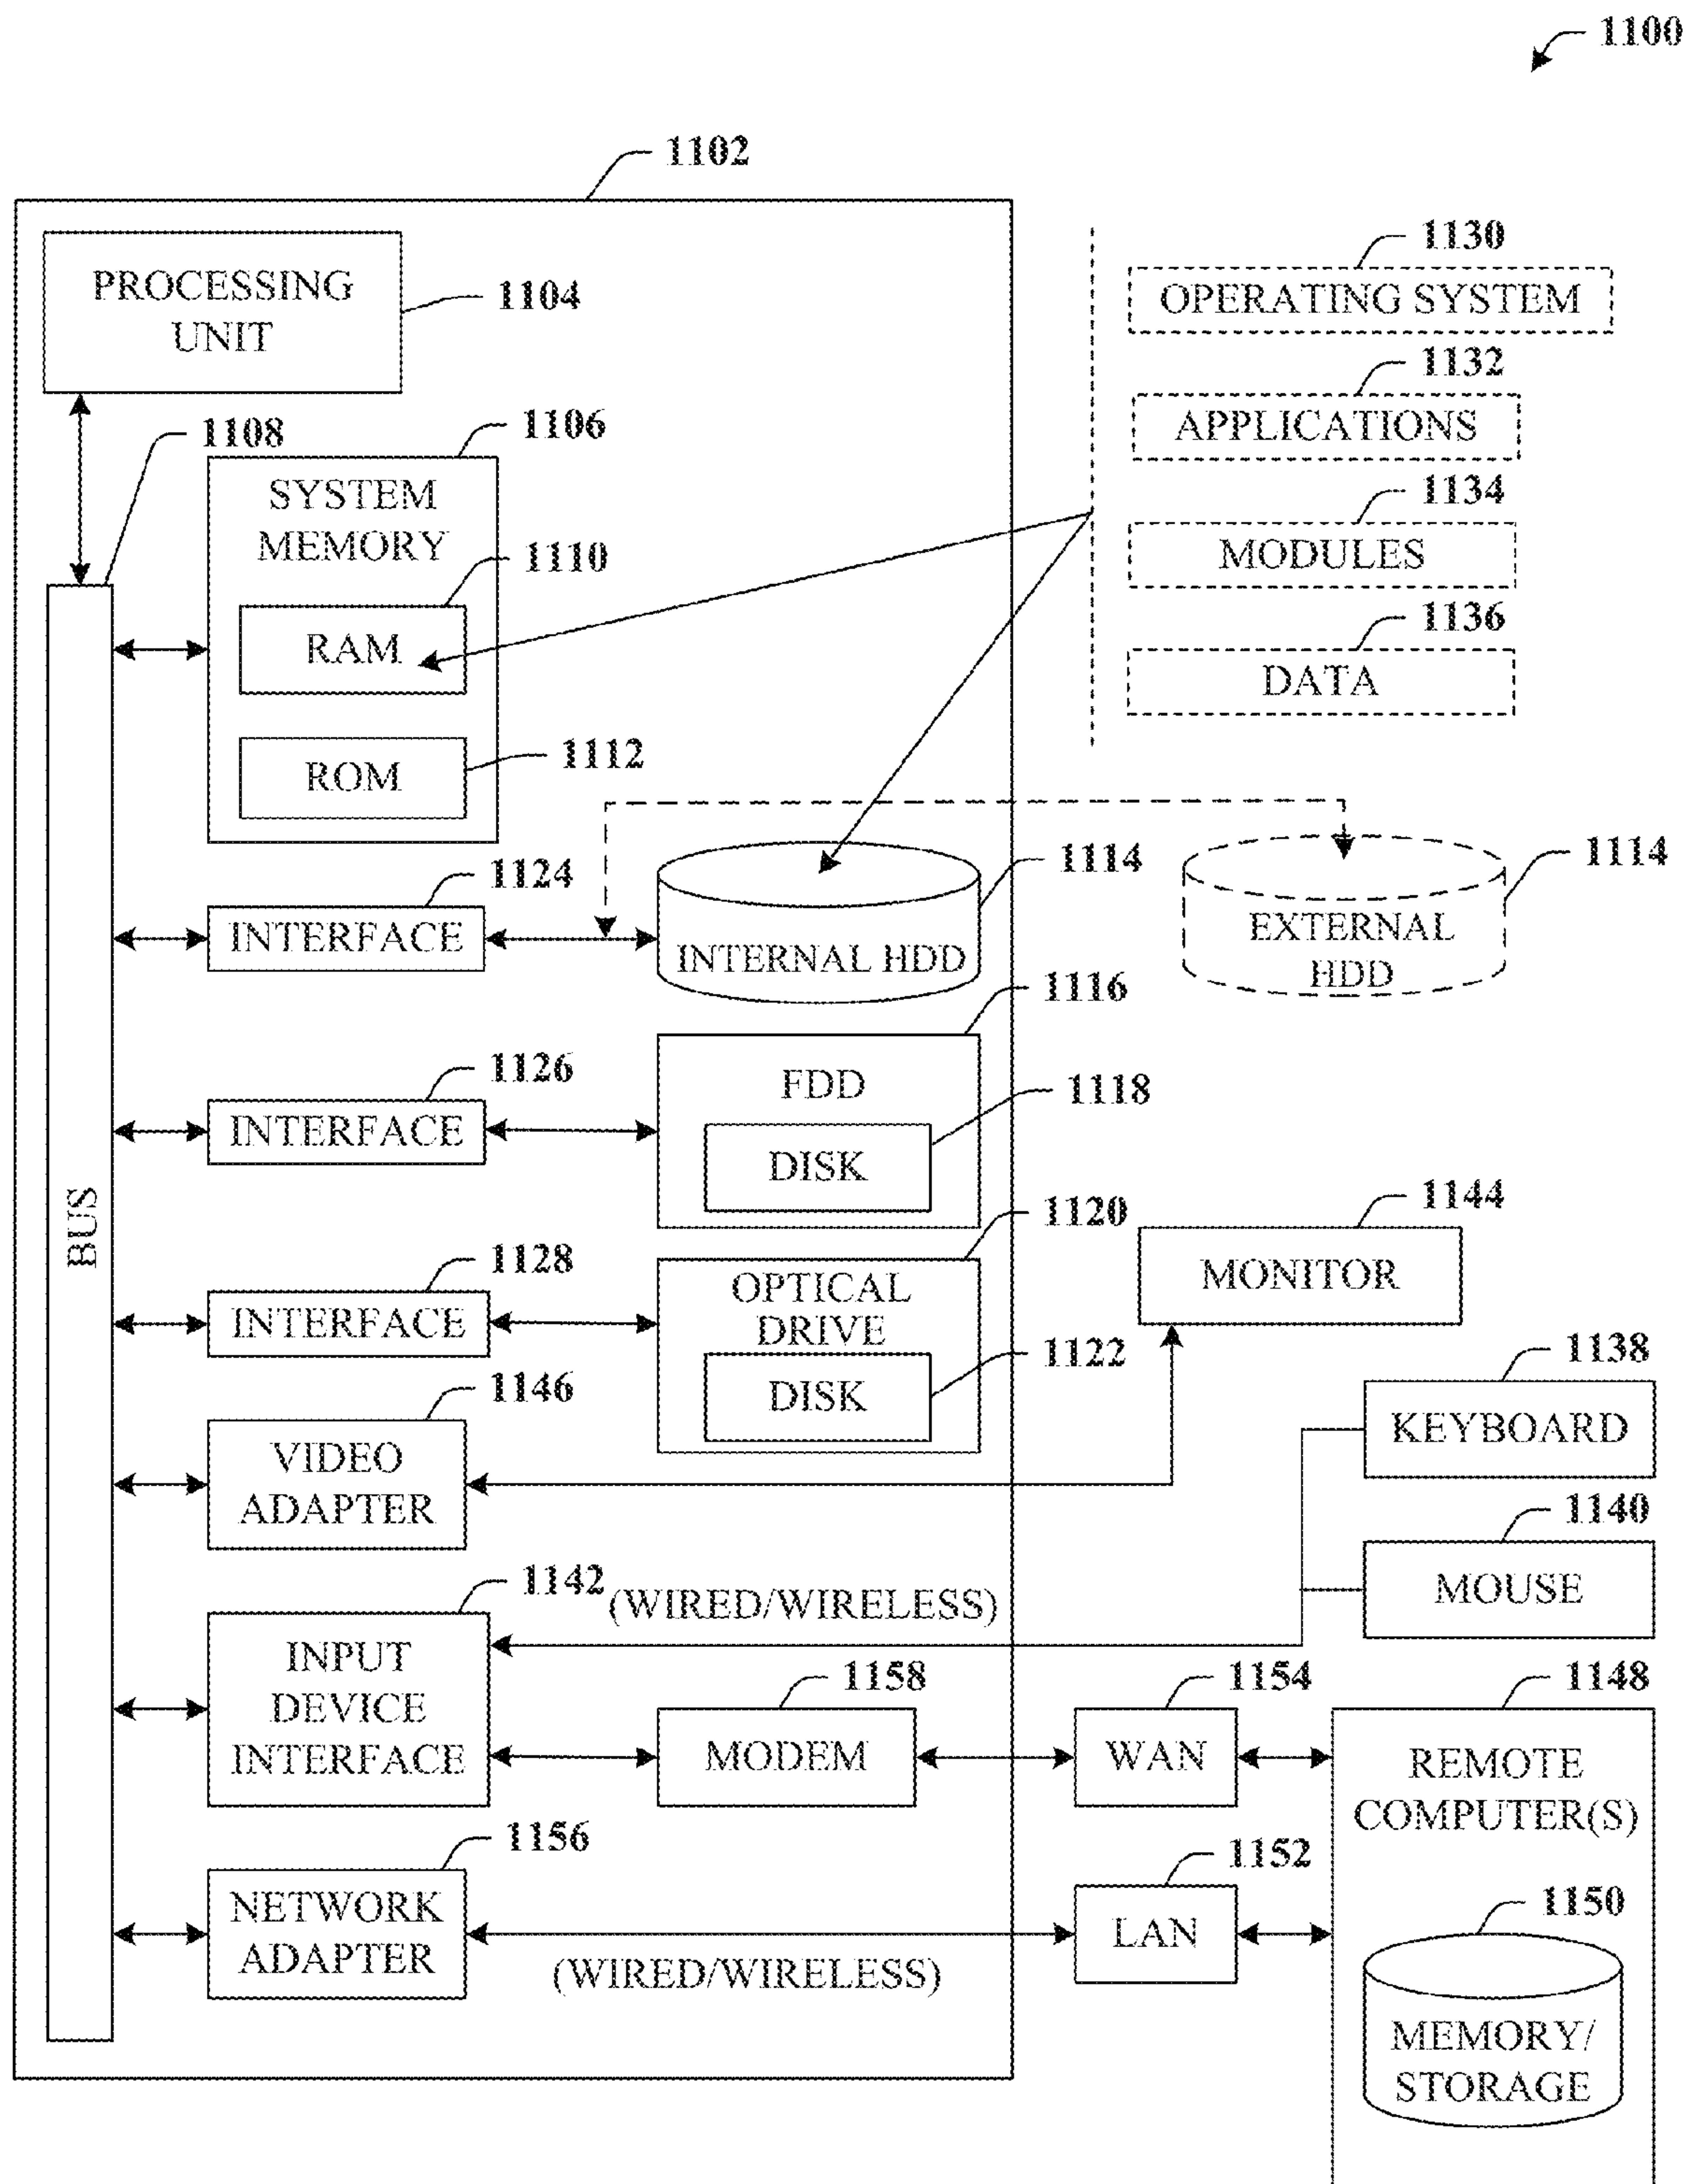 1100
1102
PROCESSING
UNIT
1104
1130
OPERATING SYSTEM
1132
APPLICATIONS
1134
MODULES
1136
DATA
1108
1106
SYSTEM
MEMORY
1110
RAM
1112
ROM
BUS
1124
INTERFACE
1114
INTERNAL HDD
1114
EXTERNAL
HDD
1126
INTERFACE
1116
FDD
1118
DISK
1128
INTERFACE
1120
OPTICAL
DRIVE
1122
DISK
1144
MONITOR
1146
VIDEO
ADAPTER
1138
KEYBOARD
1140
MOUSE
1142
(WIRED/WIRELESS)
INPUT
DEVICE
INTERFACE
1158
MODEM
1154
WAN
1148
REMOTE
COMPUTER(S)
1156
NETWORK
ADAPTER
(WIRED/WIRELESS)
1152
LAN
1150
MEMORY/
STORAGE